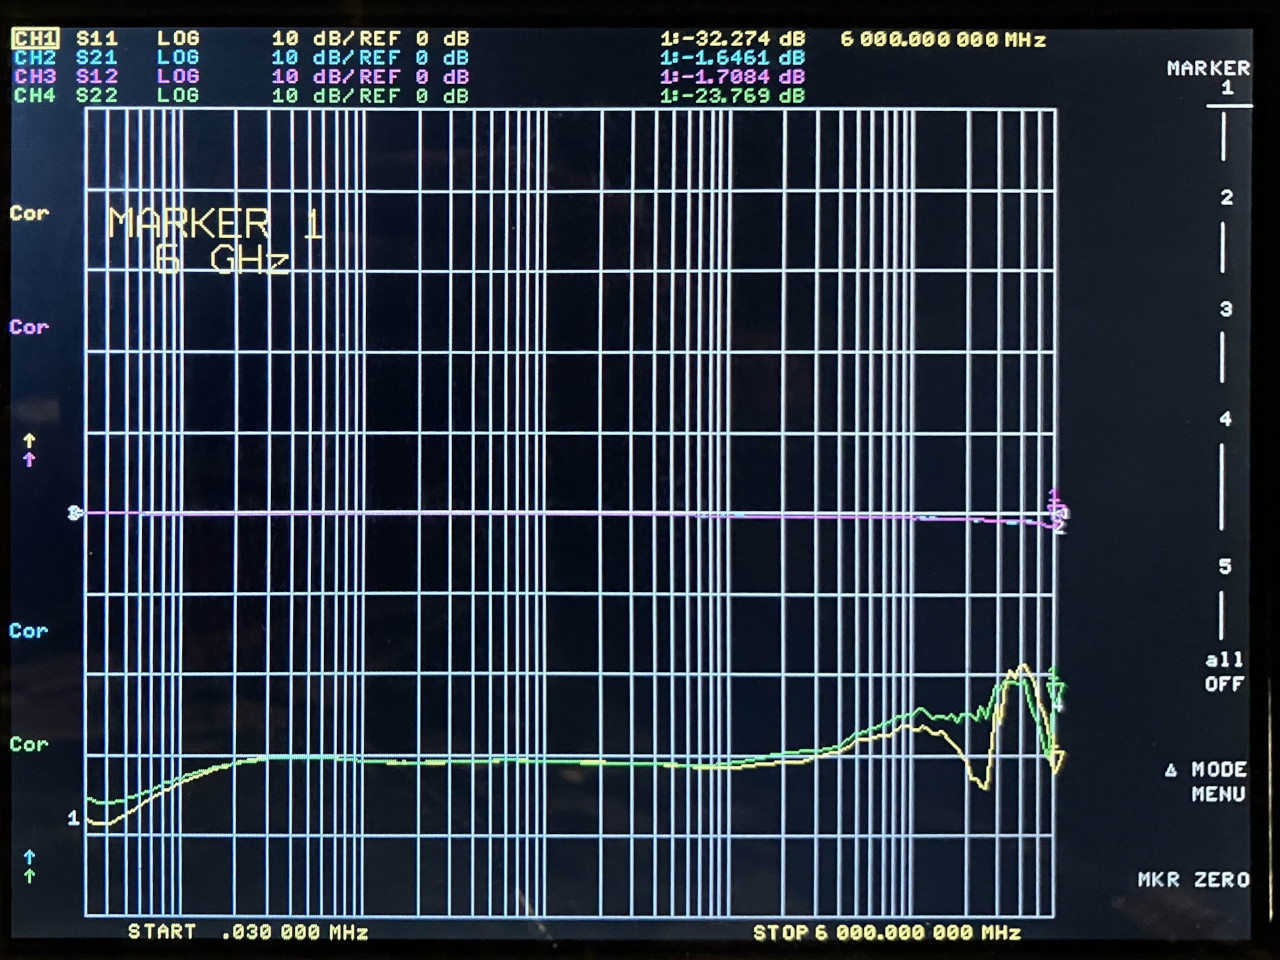 CH1 S11 LOG 10 dB/REF 0 dB 1:-32.274 dB 6 000.000 000 MHz
CH2 S21 LOG 10 dB/REF 0 dB 1:-1.6461 dB
CH3 S12 LOG 10 dB/REF 0 dB 1:-1.7084 dB
CH4 S22 LOG 10 dB/REF 0 dB 1:-23.769 dB
MARKER
1
2
Cor
MARKER 1
6 GHz
3
Cor
4
↑
↑
1
2
5
Cor
all
OFF
1
4
Cor
Δ MODE
MENU
1
↑
↑
MKR ZERO
START .030 000 MHz
STOP 6 000.000 000 MHz